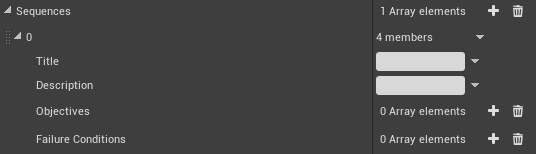 Sequences 1 Array elements
0 4 members
Title
Description
Objectives 0 Array elements
Failure Conditions 0 Array elements